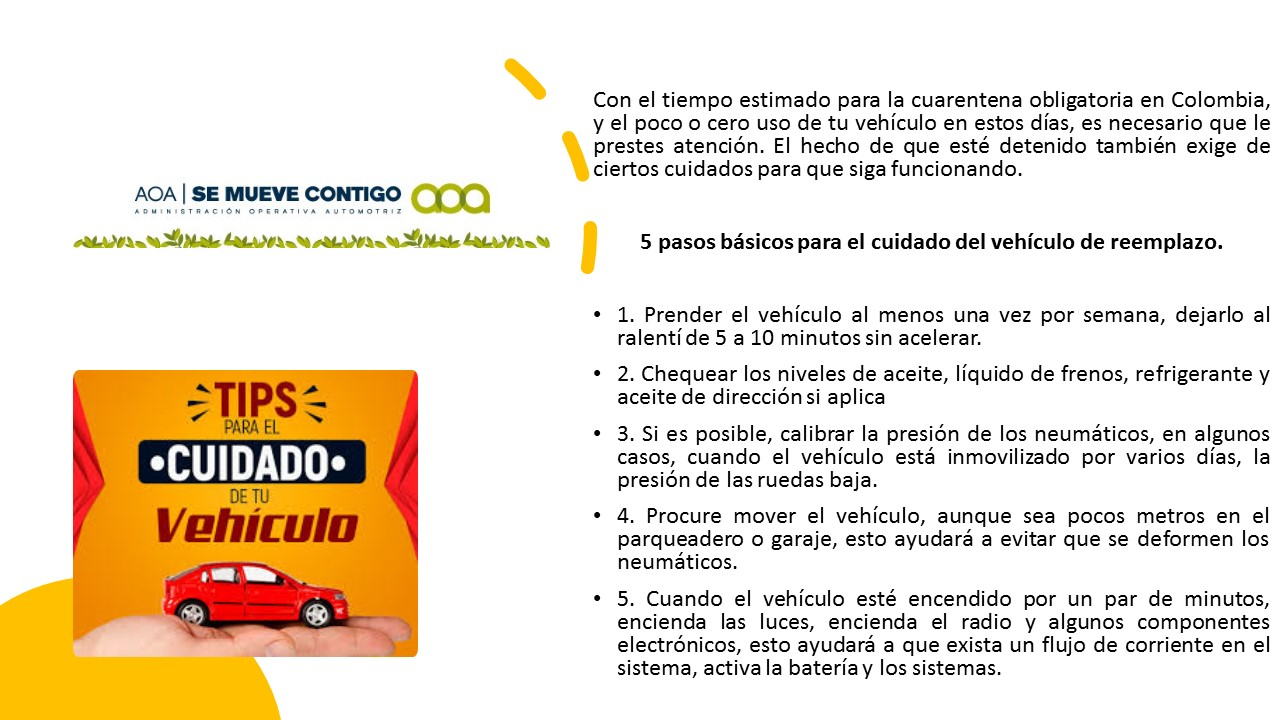 AOA | SE MUEVE CONTIGO aoa
ADMINISTRACIÓN OPERATIVA AUTOMOTRIZ
TIPS
PARA EL
•CUIDADO•
DE TU
Vehículo
Con el tiempo estimado para la cuarentena obligatoria en Colombia,
y el poco o cero uso de tu vehículo en estos días, es necesario que le
prestes atención. El hecho de que esté detenido también exige de
ciertos cuidados para que siga funcionando.
5 pasos básicos para el cuidado del vehículo de reemplazo.
• 1. Prender el vehículo al menos una vez por semana, dejarlo al
ralentí de 5 a 10 minutos sin acelerar.
• 2. Chequear los niveles de aceite, líquido de frenos, refrigerante y
aceite de dirección si aplica
• 3. Si es posible, calibrar la presión de los neumáticos, en algunos
casos, cuando el vehículo está inmovilizado por varios días, la
presión de las ruedas baja.
• 4. Procure mover el vehículo, aunque sea pocos metros en el
parqueadero o garaje, esto ayudará a evitar que se deformen los
neumáticos.
• 5. Cuando el vehículo esté encendido por un par de minutos,
encienda las luces, encienda el radio y algunos componentes
electrónicos, esto ayudará a que exista un flujo de corriente en el
sistema, activa la batería y los sistemas.